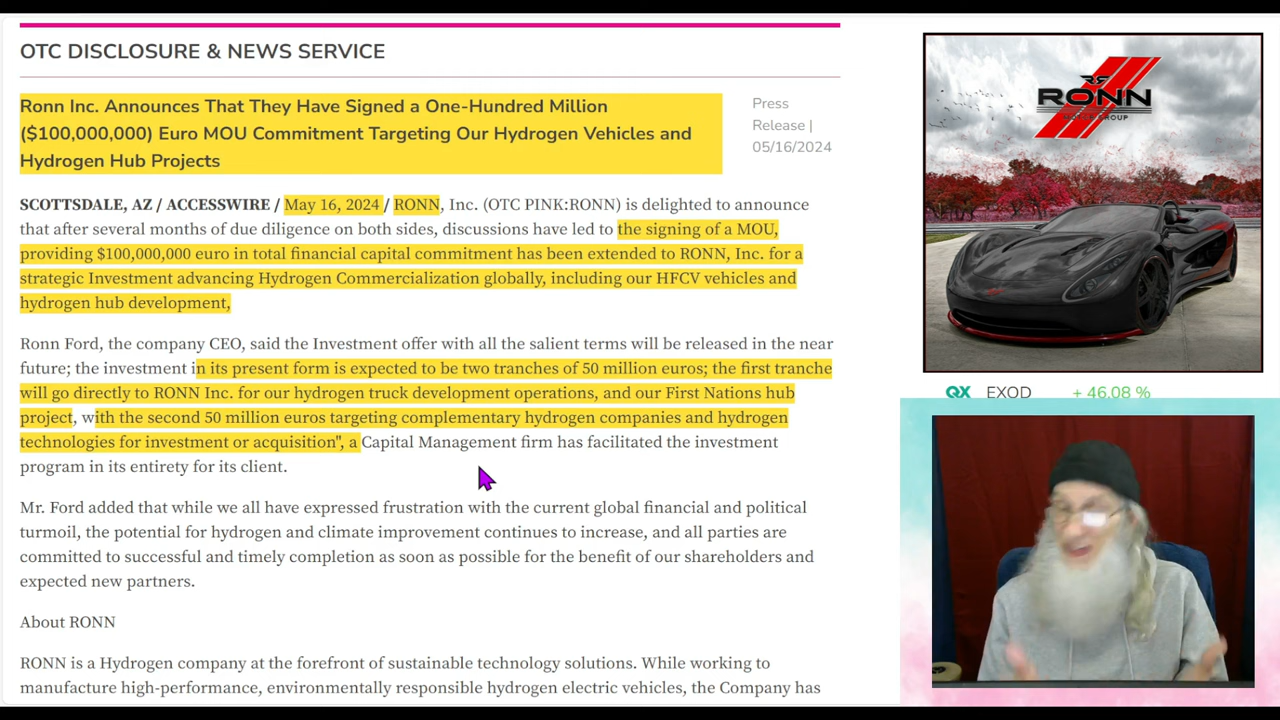 OTC DISCLOSURE & NEWS SERVICE
Ronn Inc. Announces That They Have Signed a One-Hundred Million
($100,000,000) Euro MOU Commitment Targeting Our Hydrogen Vehicles and
Hydrogen Hub Projects
Press
Release |
05/16/2024
SCOTTSDALE, AZ / ACCESSWIRE / May 16, 2024 / RONN, Inc. (OTC PINK:RONN) is delighted to announce
that after several months of due diligence on both sides, discussions have led to the signing of a MOU,
providing $100,000,000 euro in total financial capital commitment has been extended to RONN, Inc. for a
strategic Investment advancing Hydrogen Commercialization globally, including our HFCV vehicles and
hydrogen hub development,
Ronn Ford, the company CEO, said the Investment offer with all the salient terms will be released in the near
future; the investment in its present form is expected to be two tranches of 50 million euros; the first tranche
will go directly to RONN Inc. for our hydrogen truck development operations, and our First Nations hub
project, with the second 50 million euros targeting complementary hydrogen companies and hydrogen
technologies for investment or acquisition", a Capital Management firm has facilitated the investment
program in its entirety for its client.
Mr. Ford added that while we all have expressed frustration with the current global financial and political
turmoil, the potential for hydrogen and climate improvement continues to increase, and all parties are
committed to successful and timely completion as soon as possible for the benefit of our shareholders and
expected new partners.
About RONN
RONN is a Hydrogen company at the forefront of sustainable technology solutions. While working to
manufacture high-performance, environmentally responsible hydrogen electric vehicles, the Company has
RONN
MOTOR GROUP
QX EXOD + 46.08 %